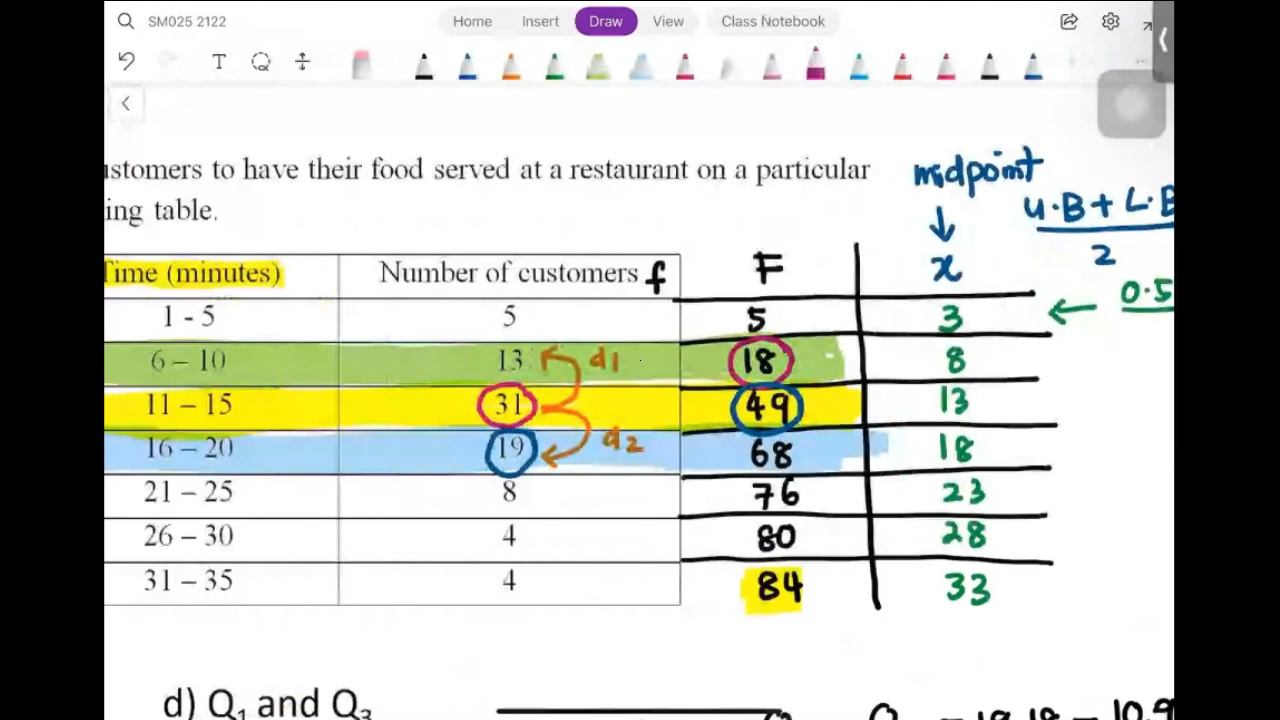 SM025 2122 Home Insert Draw View Class Notebook
T
ustomers to have their food served at a restaurant on a particular
ing table.
midpoint
U.B + L.B
2
Time (minutes) Number of customers f F x
1 - 5 5 5 3 ← 0.5
6 – 10 13 d1 18 8
11 – 15 31 49 13
16 – 20 19 d2 68 18
21 – 25 8 76 23
26 – 30 4 80 28
31 – 35 4 84 33
d) Q1 and Q3